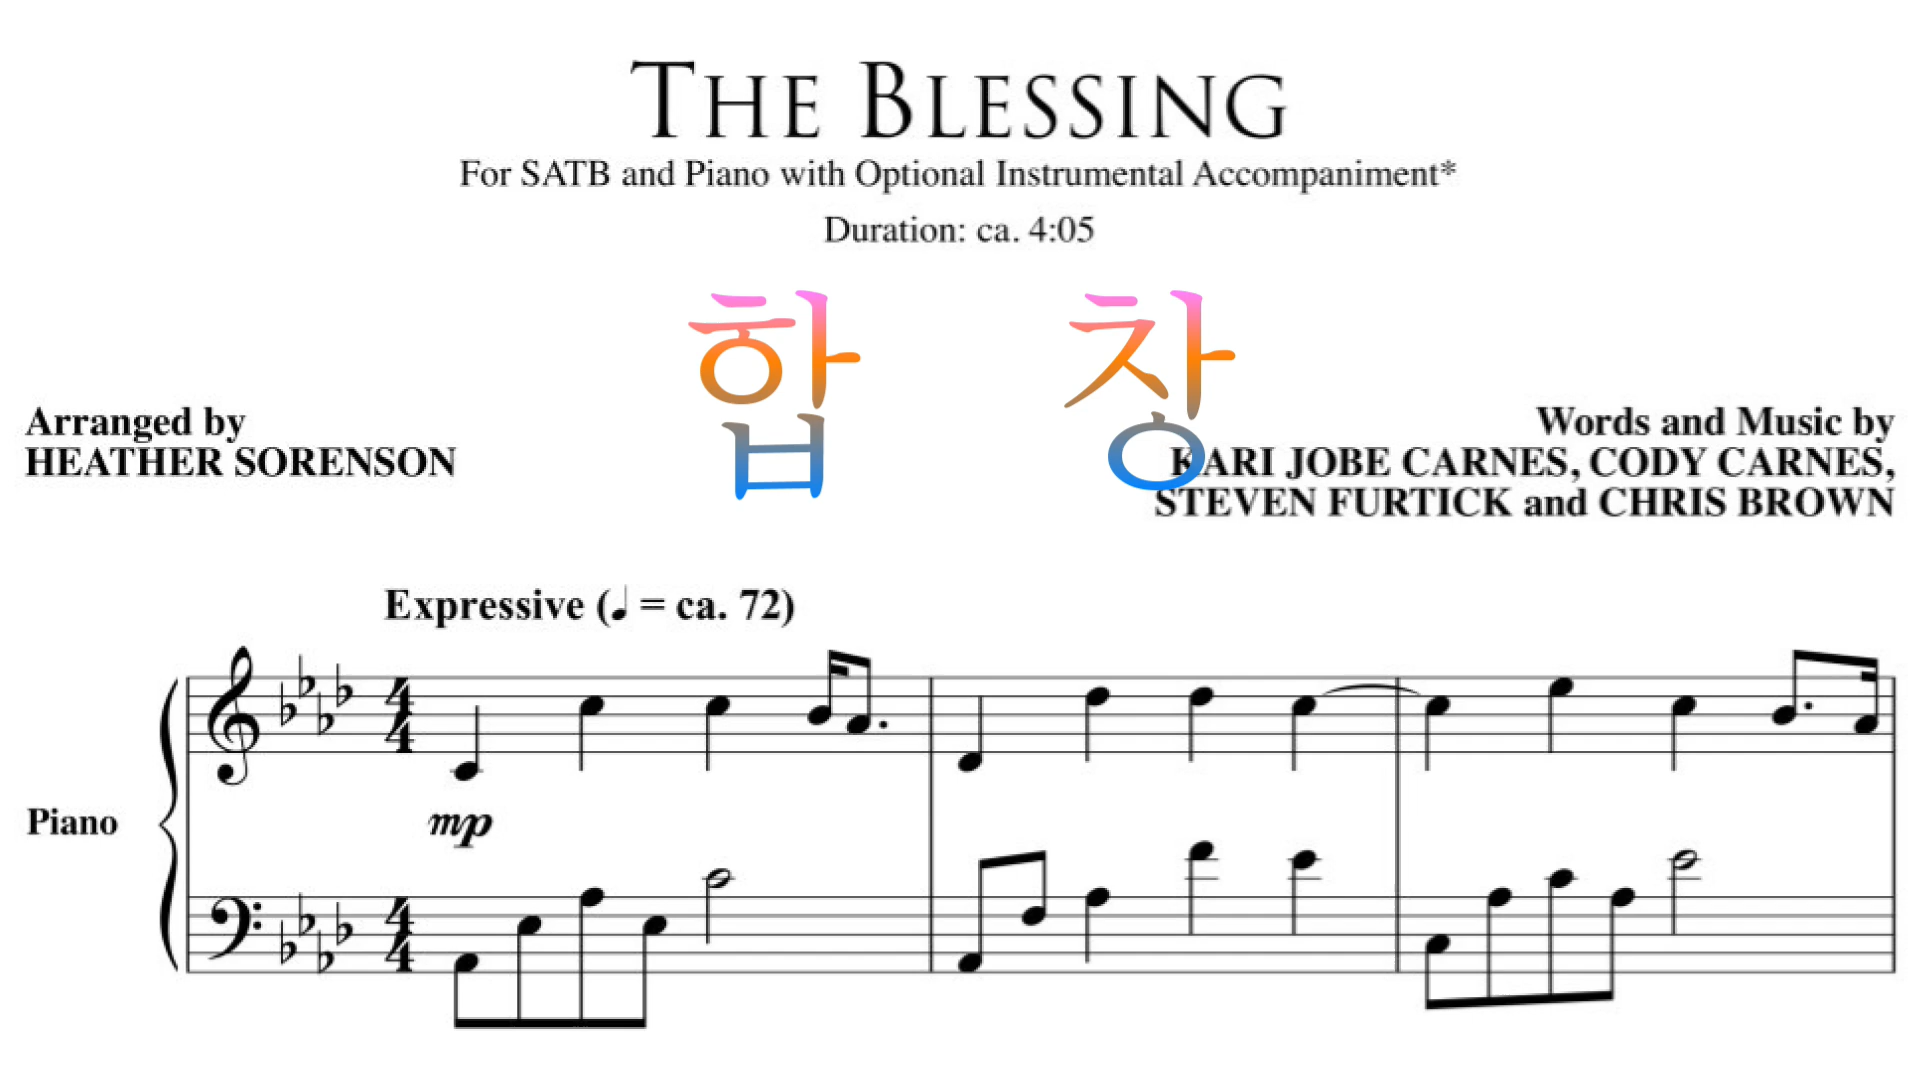 THE BLESSING
For SATB and Piano with Optional Instrumental Accompaniment*
Duration: ca. 4:05
합 창
Arranged by
HEATHER SORENSON
Words and Music by
KARI JOBE CARNES, CODY CARNES,
STEVEN FURTICK and CHRIS BROWN
Expressive (♩ = ca. 72)
Piano
mp